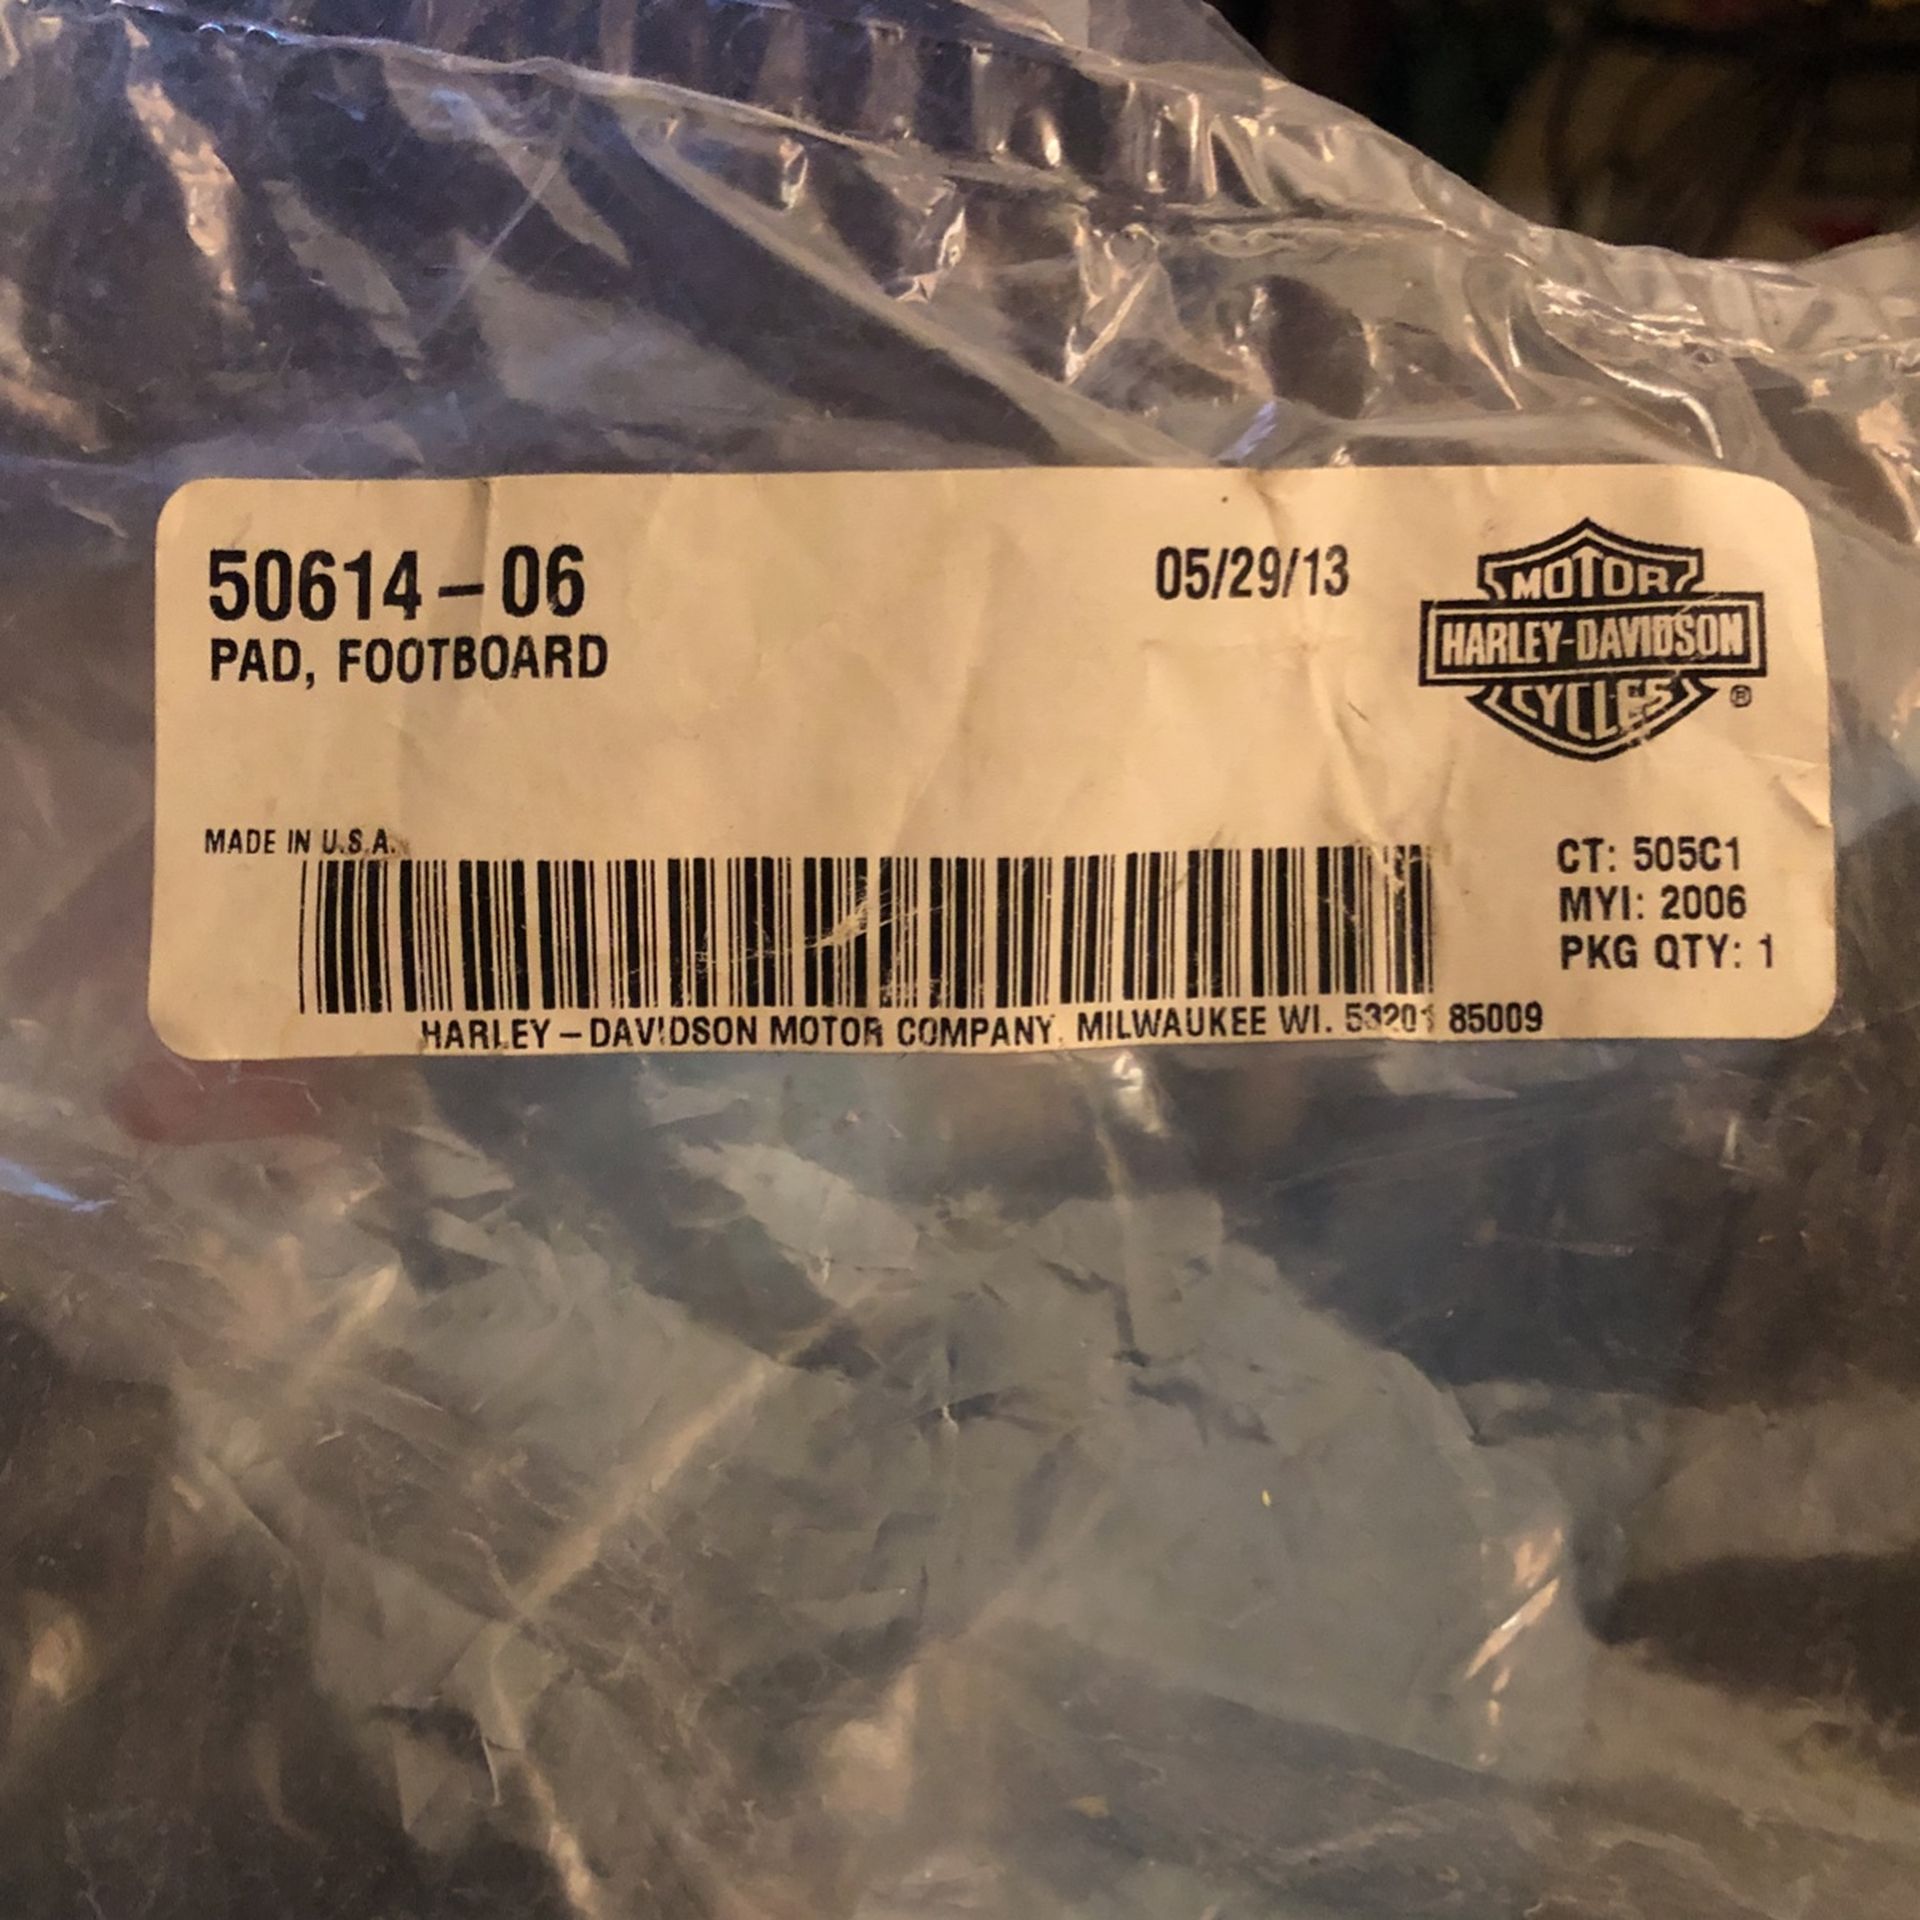 50614-06
05/29/13
PAD, FOOTBOARD
MOTOR
HARLEY-DAVIDSON
CYCLES
®
MADE IN U.S.A.
CT: 505C1
MYI: 2006
PKG QTY: 1
HARLEY-DAVIDSON MOTOR COMPANY, MILWAUKEE WI. 53201 85009